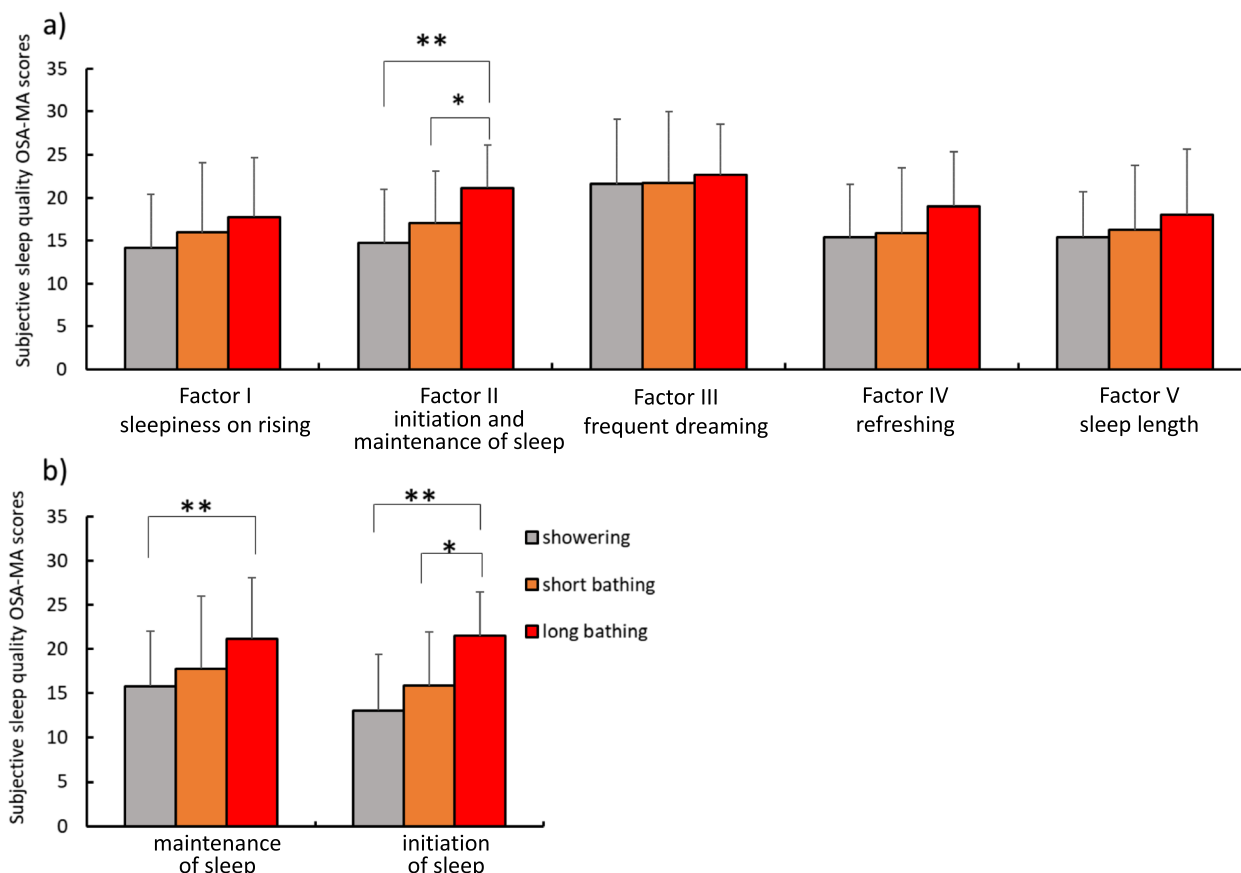 a)
Subjective sleep quality OSA-MA scores
35
30
25
20
15
10
5
0
**
*
Factor I
sleepiness on rising
Factor II
initiation and
maintenance of sleep
Factor III
frequent dreaming
Factor IV
refreshing
Factor V
sleep length
b)
Subjective sleep quality OSA-MA scores
35
30
25
20
15
10
5
0
**
**
*
showering
short bathing
long bathing
maintenance
of sleep
initiation
of sleep